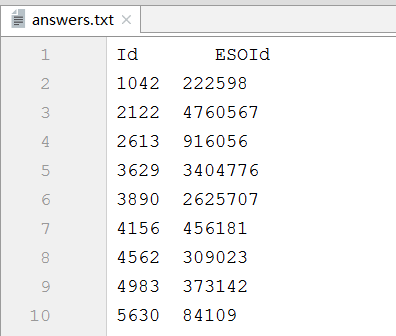 answers.txt
1 Id ESOId
2 1042 222598
3 2122 4760567
4 2613 916056
5 3629 3404776
6 3890 2625707
7 4156 456181
8 4562 309023
9 4983 373142
10 5630 84109